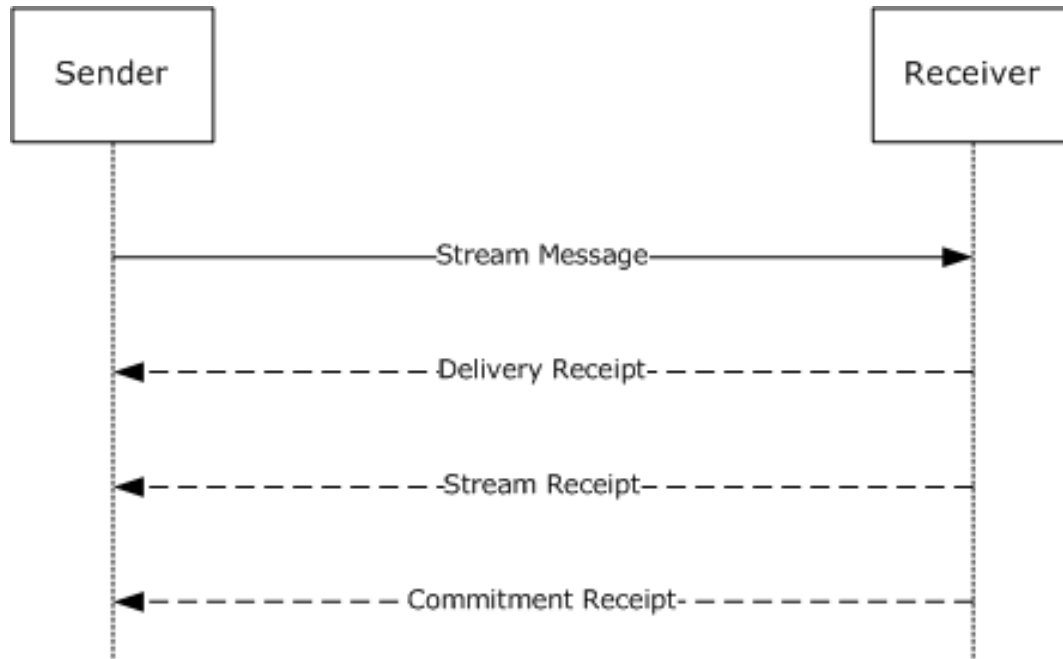 Sender
Receiver
Stream Message
Delivery Receipt
Stream Receipt
Commitment Receipt